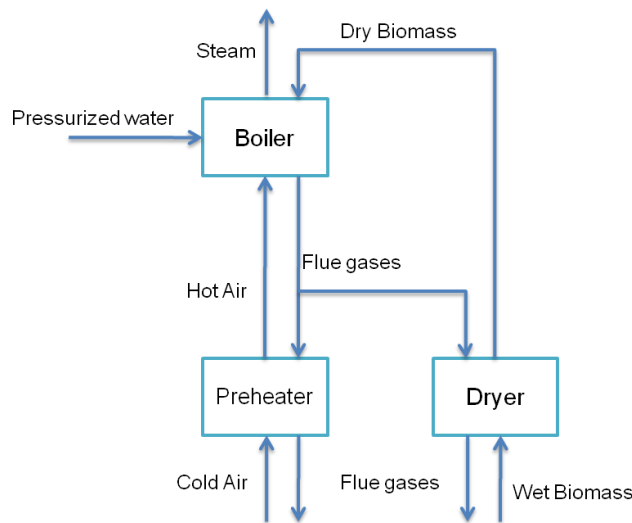 Dry Biomass
Steam
Pressurized water
Boiler
Flue gases
Hot Air
Preheater
Dryer
Cold Air
Flue gases
Wet Biomass